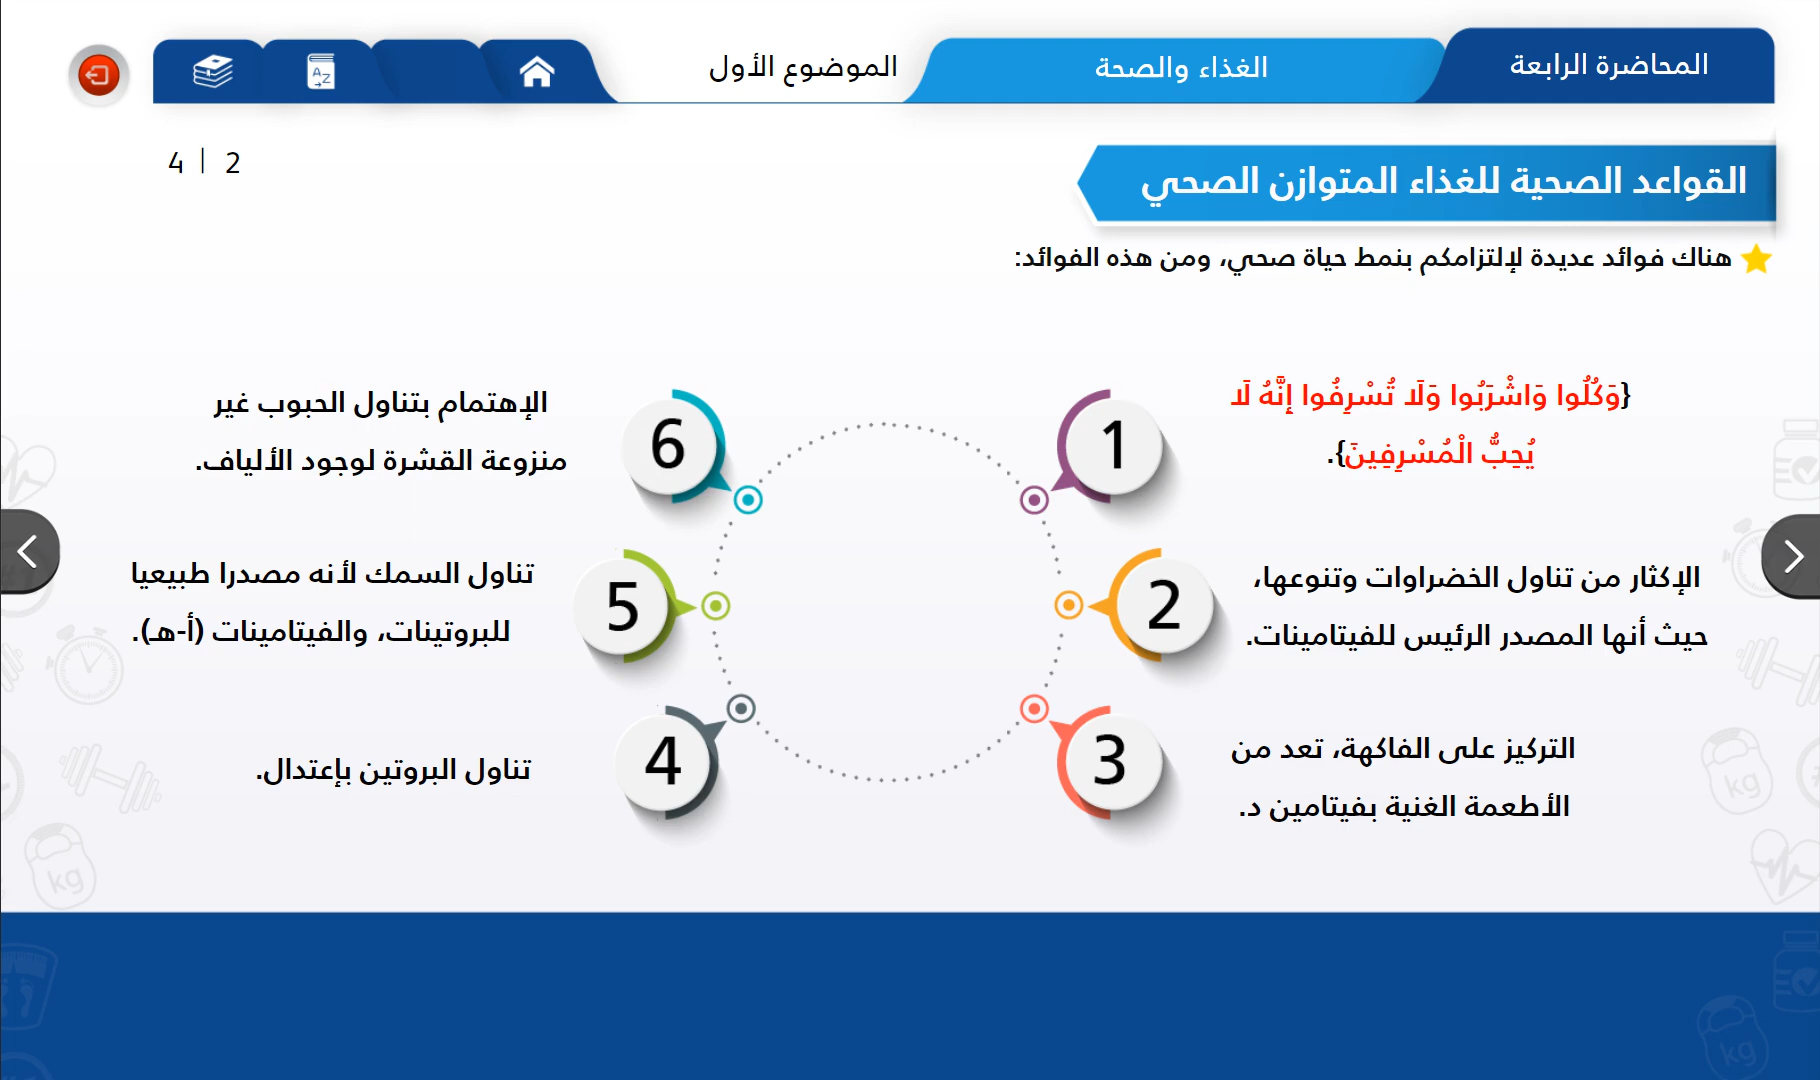 المحاضرة الرابعة
الغذاء والصحة
الموضوع الأول
A
Z
2 | 4
القواعد الصحية للغذاء المتوازن الصحي
هناك فوائد عديدة لإلتزامكم بنمط حياة صحي، ومن هذه الفوائد:
1
{وَكُلُوا وَاشْرَبُوا وَلَا تُسْرِفُوا إِنَّهُ لَا
يُحِبُّ الْمُسْرِفِينَ}.
2
الإكثار من تناول الخضراوات وتنوعها،
حيث أنها المصدر الرئيس للفيتامينات.
3
التركيز على الفاكهة، تعد من
الأطعمة الغنية بفيتامين د.
4
تناول البروتين بإعتدال.
5
تناول السمك لأنه مصدرا طبيعيا
للبروتينات، والفيتامينات (أ-هـ).
6
الإهتمام بتناول الحبوب غير
منزوعة القشرة لوجود الألياف.
kg
kg
kg